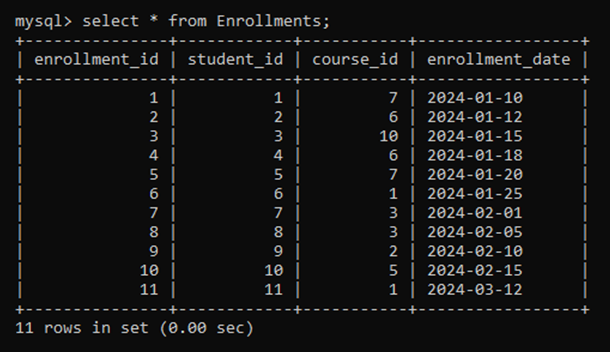 mysql> select * from Enrollments;
+---------------+------------+-----------+-----------------+
| enrollment_id | student_id | course_id | enrollment_date |
+---------------+------------+-----------+-----------------+
|             1 |          1 |         7 | 2024-01-10      |
|             2 |          2 |         6 | 2024-01-12      |
|             3 |          3 |        10 | 2024-01-15      |
|             4 |          4 |         6 | 2024-01-18      |
|             5 |          5 |         7 | 2024-01-20      |
|             6 |          6 |         1 | 2024-01-25      |
|             7 |          7 |         3 | 2024-02-01      |
|             8 |          8 |         3 | 2024-02-05      |
|             9 |          9 |         2 | 2024-02-10      |
|            10 |         10 |         5 | 2024-02-15      |
|            11 |         11 |         1 | 2024-03-12      |
+---------------+------------+-----------+-----------------+
11 rows in set (0.00 sec)